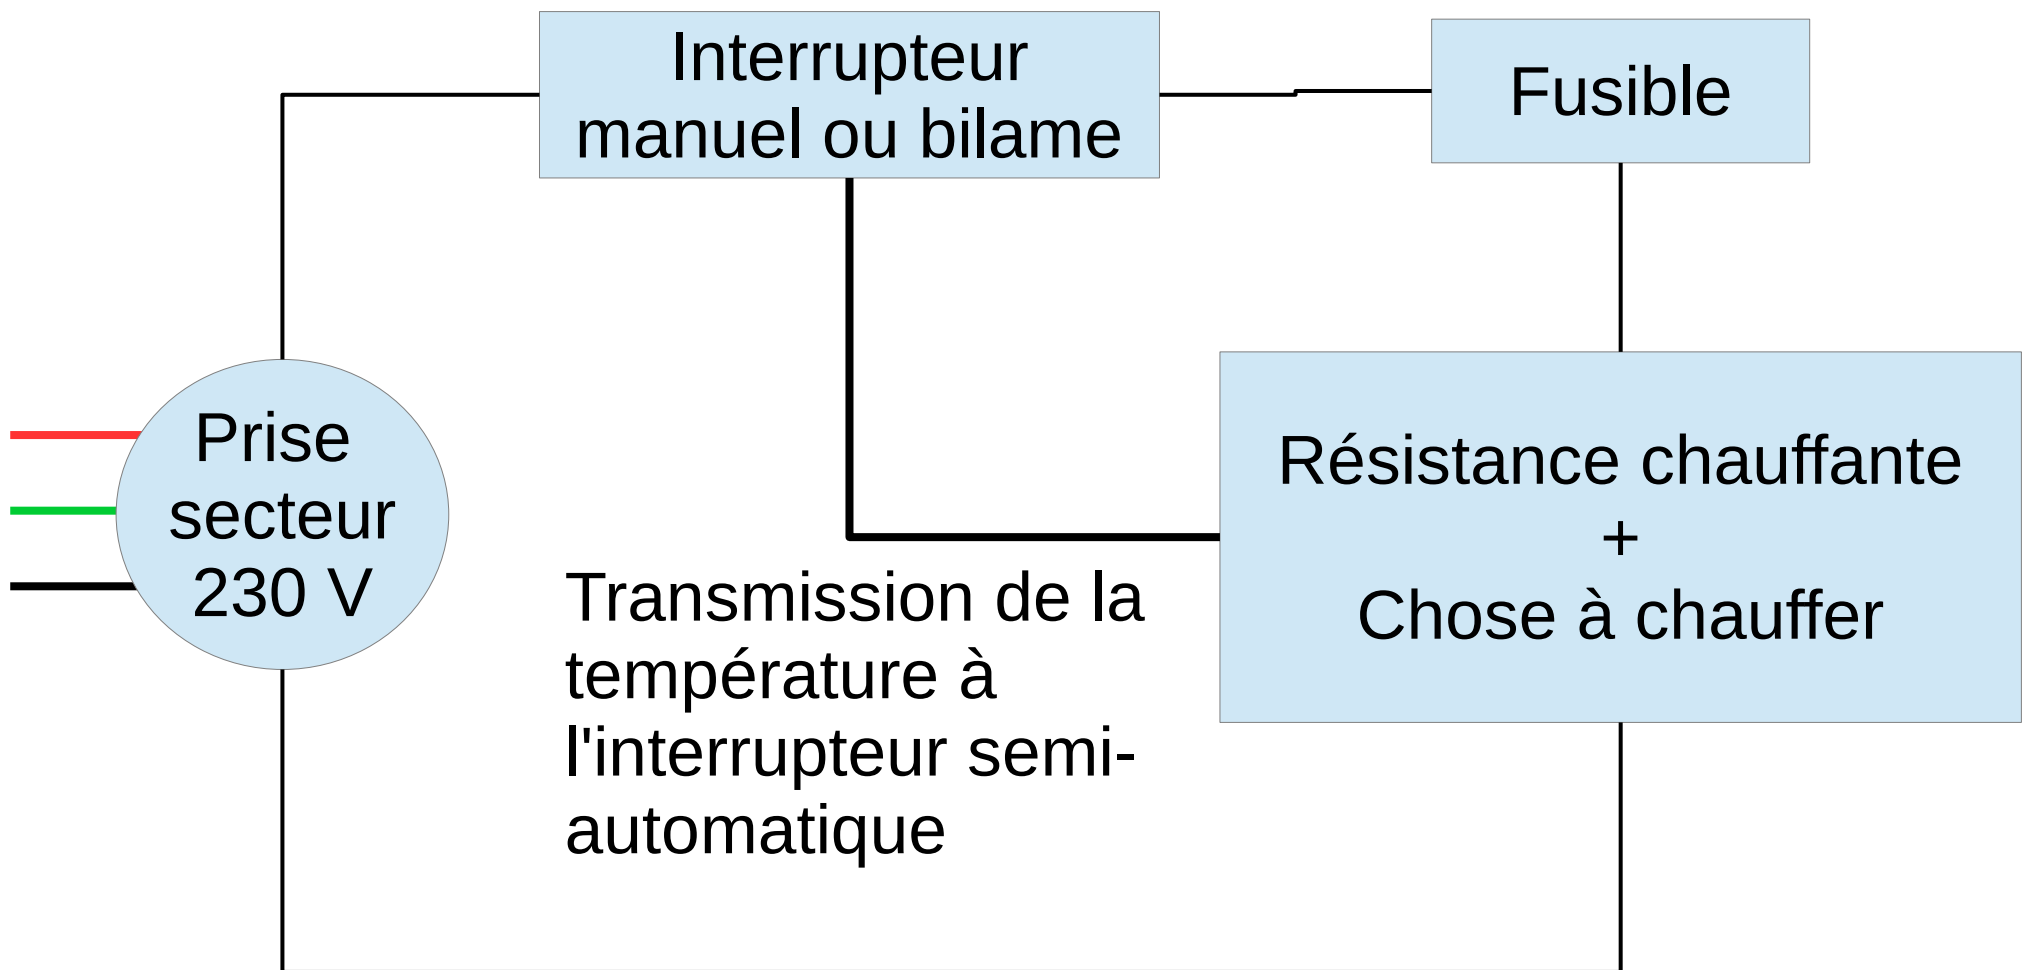 Interrupteur
manuel ou bilame
Fusible
Prise
secteur
230 V
Résistance chauffante
+
Chose à chauffer
Transmission de la
température à
l'interrupteur semi-
automatique